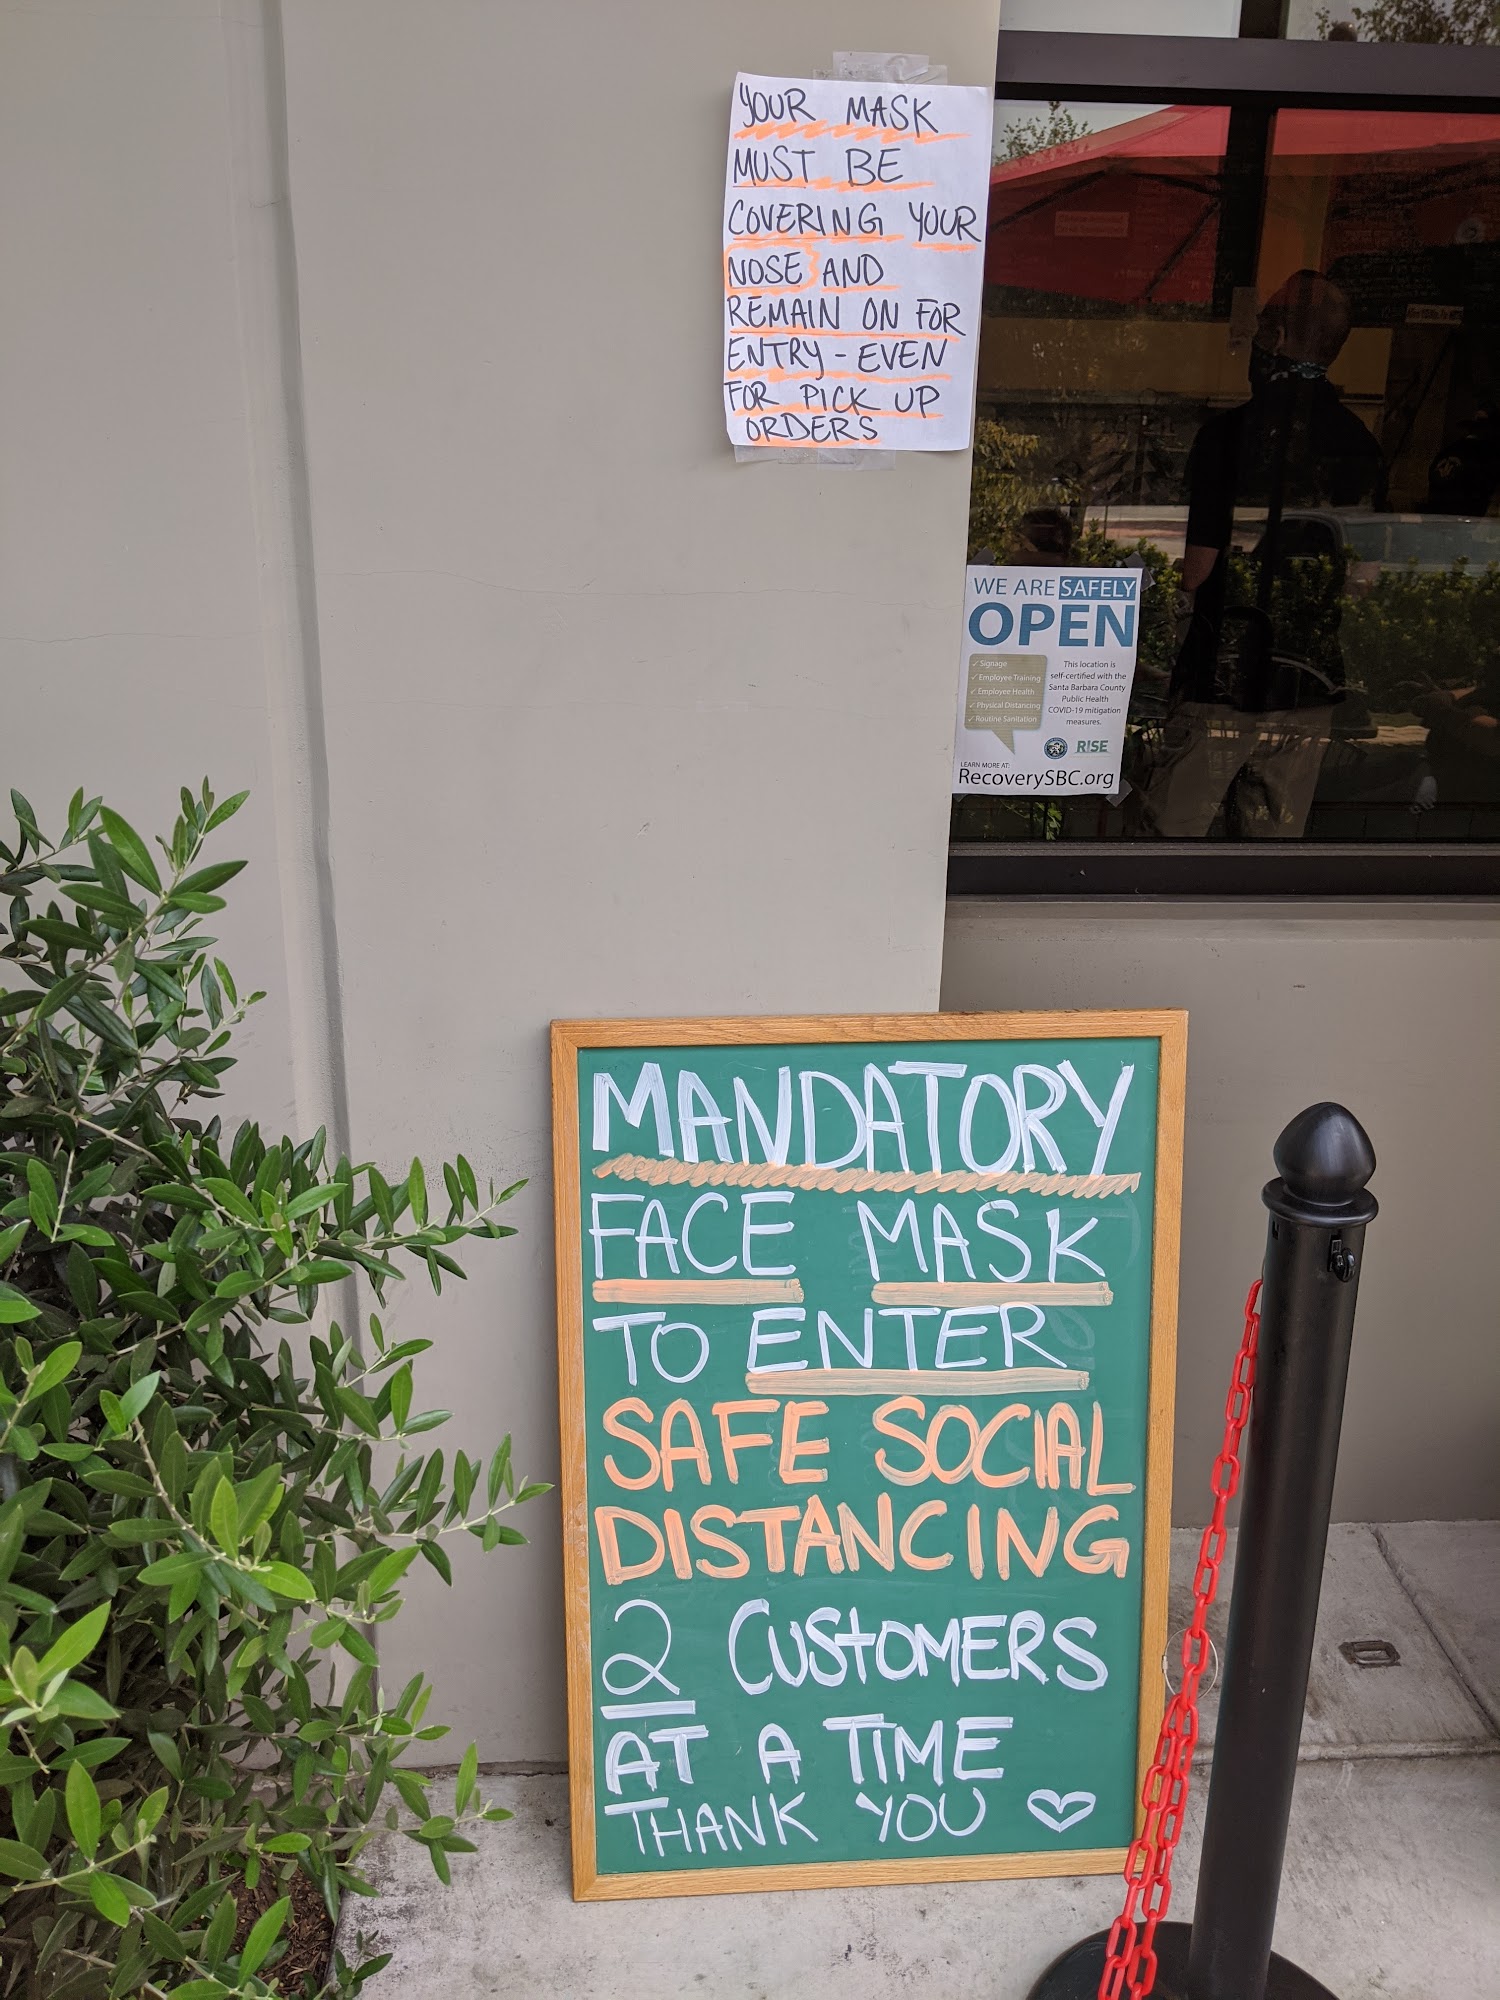 YOUR MASK
MUST BE
COVERING YOUR
NOSE AND
REMAIN ON FOR
ENTRY - EVEN
FOR PICK UP
ORDERS
WE ARE SAFELY
OPEN
✓ Signage
✓ Employee Training
✓ Employee Health
✓ Physical Distancing
✓ Routine Sanitation
This location is
self-certified with the
Santa Barbara County
Public Health
COVID-19 mitigation
measures.
RISE
LEARN MORE AT:
RecoverySBC.org
MANDATORY
FACE MASK
TO ENTER
SAFE SOCIAL
DISTANCING
2 CUSTOMERS
AT A TIME
THANK YOU ♡